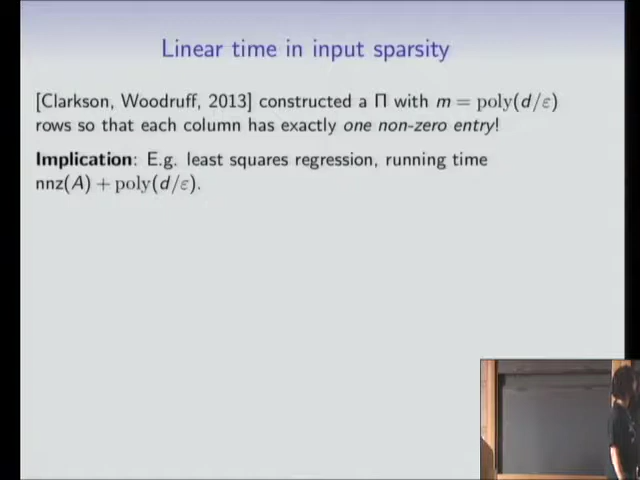 Linear time in input sparsity
[Clarkson, Woodruff, 2013] constructed a Π with m = poly(d/ε)
rows so that each column has exactly one non-zero entry!
Implication: E.g. least squares regression, running time
nnz(A) + poly(d/ε).